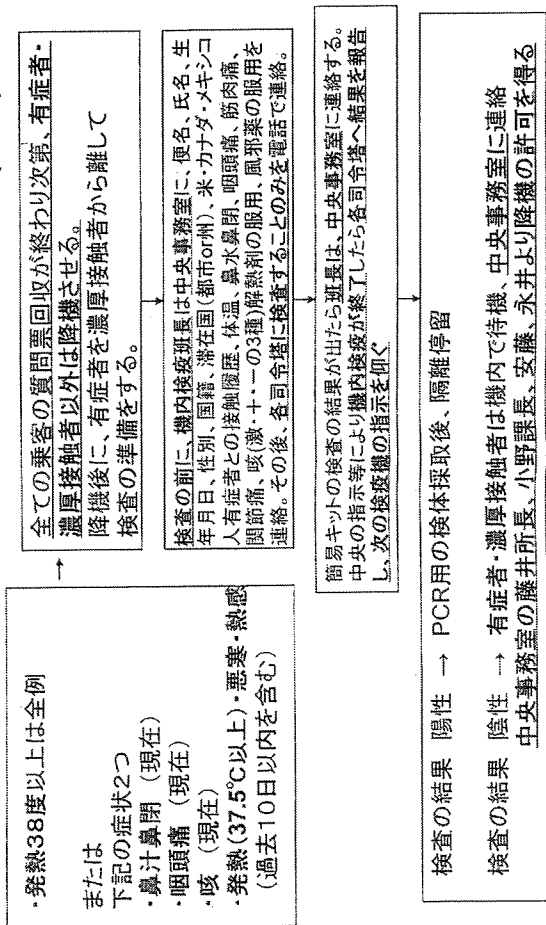 ・発熱38度以上は全例
または
下記の症状2つ
・鼻汁鼻閉 (現在)
・咽頭痛 (現在)
・咳 (現在)
・発熱(37.5℃以上)・悪寒・熱感
(過去10日以内を含む)
→
全ての乗客の質問票回収が終わり次第、有症者・
濃厚接触者以外は降機させる。
降機後に、有症者を濃厚接触者から離して
検査の準備をする。
検査の前に、機内検疫班長は中央事務室に、便名、氏名、生
年月日、性別、国籍、滞在国(都市or州)、米・カナダ・メキシコ
人有症者との接触履歴、体温、鼻水鼻閉、咽頭痛、筋肉痛、
関節痛、咳(激・+・−の3種)解熱剤の服用、風邪薬の服用を
連絡。その後、各司令塔に検査することのみを電話で連絡。
簡易キットの検査の結果が出たら班長は、中央事務室に連絡する。
中央の指示等により機内検疫が終了したら各司令塔へ結果を報告
し、次の検疫機の指示を仰ぐ
検査の結果 陽性 → PCR用の検体採取後、隔離停留
検査の結果 陰性 → 有症者・濃厚接触者は機内で待機、中央事務室に連絡
中央事務室の藤井所長、小野課長、安藤、永井より降機の許可を得る